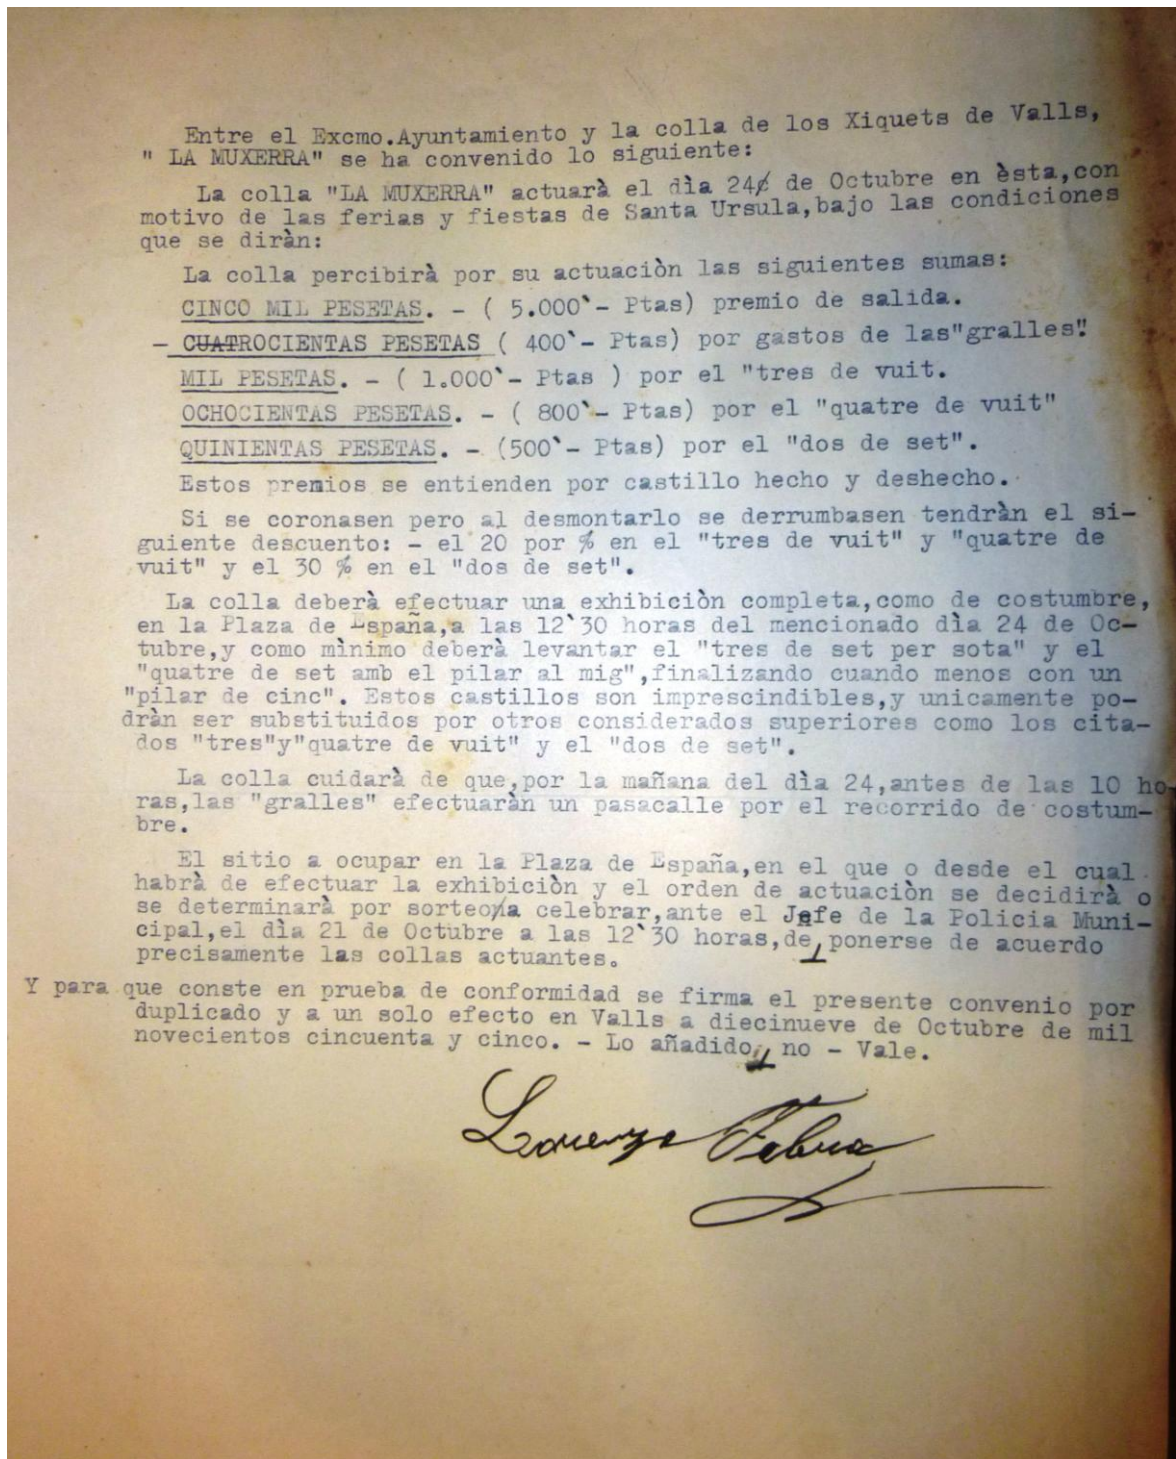 Entre el Excmo.Ayuntamiento y la colla de los Xiquets de Valls,
" LA MUXERRA" se ha convenido lo siguiente:
La colla "LA MUXERRA" actuarà el dìa 24 de Octubre en èsta,con
motivo de las ferias y fiestas de Santa Ursula,bajo las condiciones
que se diràn:
La colla percibirà por su actuaciòn las siguientes sumas:
CINCO MIL PESETAS. - ( 5.000`- Ptas) premio de salida.
- CUATROCIENTAS PESETAS ( 400`- Ptas) por gastos de las"gralles".
MIL PESETAS. - ( 1.000`- Ptas ) por el "tres de vuit.
OCHOCIENTAS PESETAS. - ( 800`- Ptas) por el "quatre de vuit"
QUINIENTAS PESETAS. - (500`- Ptas) por el "dos de set".
Estos premios se entienden por castillo hecho y deshecho.
Si se coronasen pero al desmontarlo se derrumbasen tendràn el si-
guiente descuento: - el 20 por % en el "tres de vuit" y "quatre de
vuit" y el 30 % en el "dos de set".
La colla deberà efectuar una exhibiciòn completa,como de costumbre,
en la Plaza de España,a las 12`30 horas del mencionado dìa 24 de Oc-
tubre,y como mìnimo deberà levantar el "tres de set per sota" y el
"quatre de set amb el pilar al mig",finalizando cuando menos con un
"pilar de cinc". Estos castillos son imprescindibles,y unicamente po-
dràn ser substituidos por otros considerados superiores como los cita-
dos "tres"y"quatre de vuit" y el "dos de set".
La colla cuidarà de que,por la mañana del dìa 24,antes de las 10 ho-
ras,las "gralles" efectuaràn un pasacalle por el recorrido de costum-
bre.
El sitio a ocupar en la Plaza de España,en el que o desde el cual
habrà de efectuar la exhibiciòn y el orden de actuaciòn se decidirà o
se determinarà por sorteo a celebrar,ante el Jefe de la Policia Muni-
cipal,el dìa 21 de Octubre a las 12`30 horas,de ponerse de acuerdo
precisamente las collas actuantes.
Y para que conste en prueba de conformidad se firma el presente convenio por
duplicado y a un solo efecto en Valls a diecinueve de Octubre de mil
novecientos cincuenta y cinco. - Lo añadido, no - Vale.
Lorenzo Febra